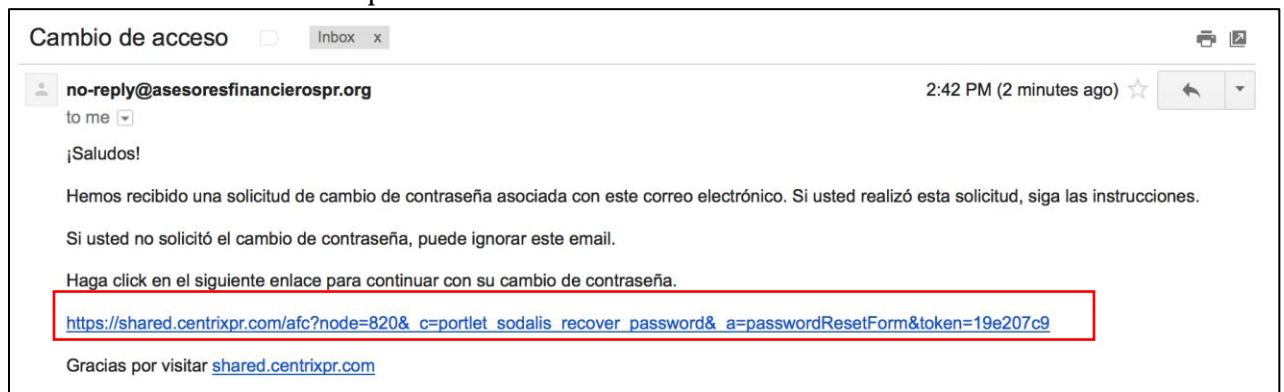 Cambio de acceso Inbox x
no-reply@asesoresfinancierospr.org 2:42 PM (2 minutes ago)
to me
¡Saludos!
Hemos recibido una solicitud de cambio de contraseña asociada con este correo electrónico. Si usted realizó esta solicitud, siga las instrucciones.
Si usted no solicitó el cambio de contraseña, puede ignorar este email.
Haga click en el siguiente enlace para continuar con su cambio de contraseña.
https://shared.centrixpr.com/afc?node=820&_c=portlet_sodalis_recover_password&_a=passwordResetForm&token=19e207c9
Gracias por visitar shared.centrixpr.com